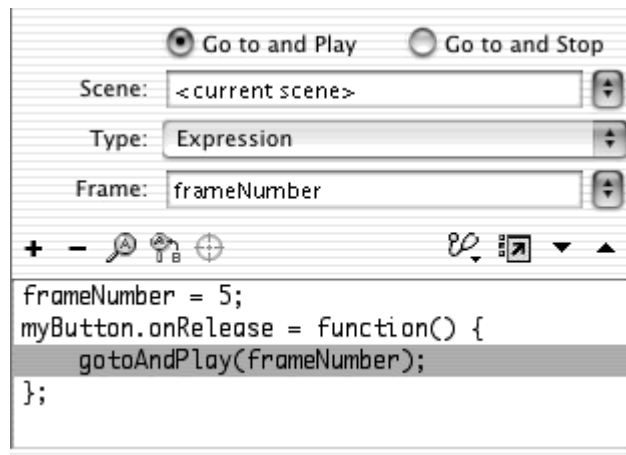 Go to and Play Go to and Stop
Scene: <current scene>
Type: Expression
Frame: frameNumber
frameNumber = 5;
myButton.onRelease = function() {
    gotoAndPlay(frameNumber);
};